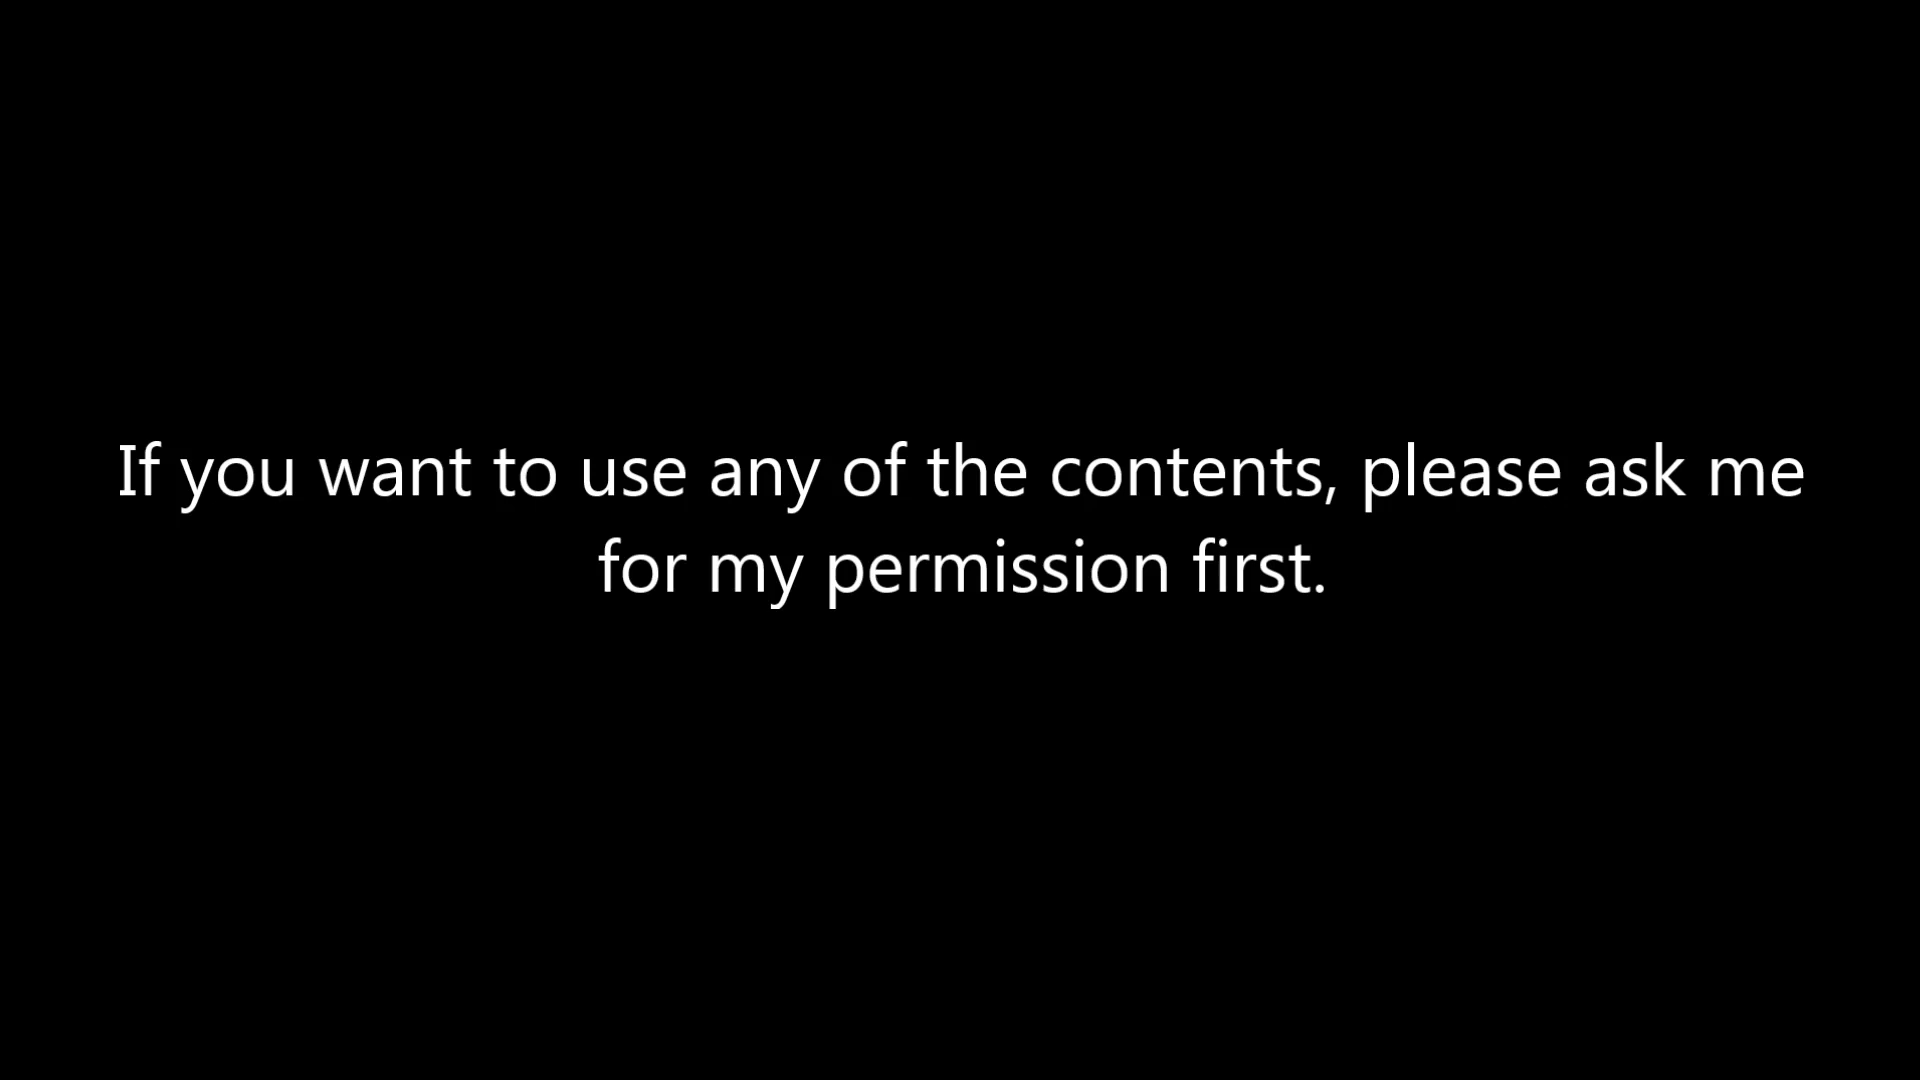 If you want to use any of the contents, please ask me
for my permission first.